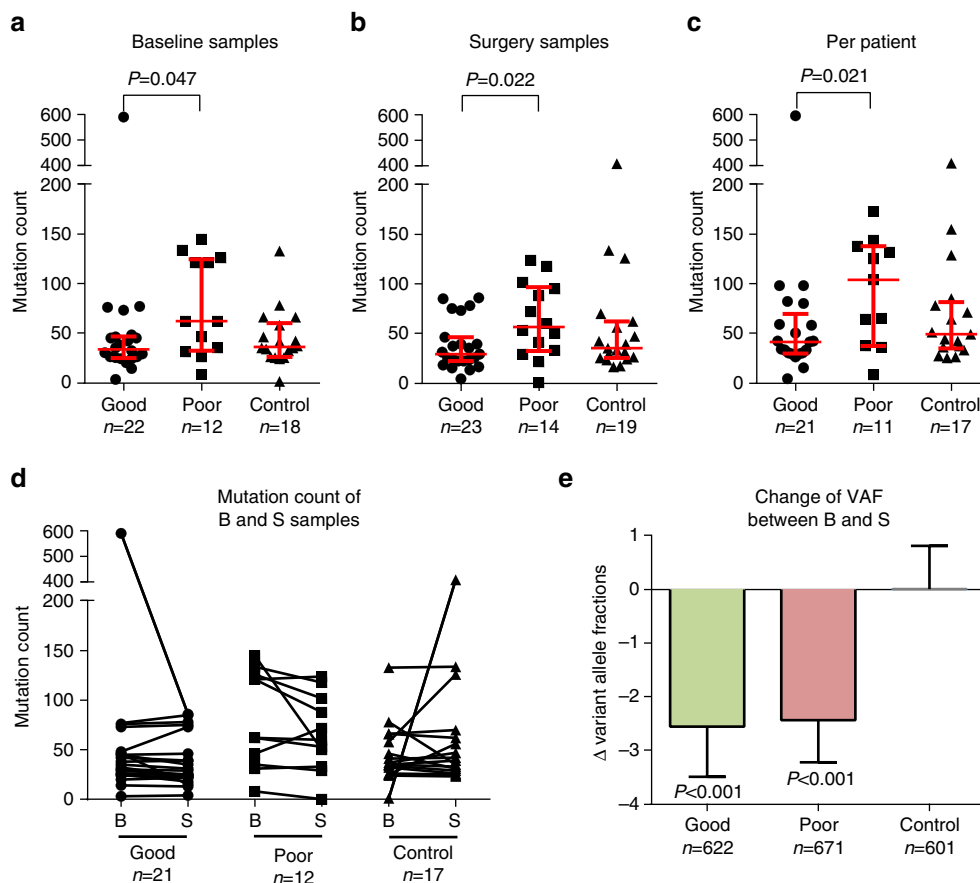 a
Baseline samples
P=0.047
Mutation count
600
500
400
200
150
100
50
0
Good
n=22
Poor
n=12
Control
n=18
b
Surgery samples
P=0.022
Mutation count
600
500
400
200
150
100
50
0
Good
n=23
Poor
n=14
Control
n=19
c
Per patient
P=0.021
Mutation count
600
500
400
200
150
100
50
0
Good
n=21
Poor
n=11
Control
n=17
d
Mutation count of
B and S samples
Mutation count
600
500
400
200
150
100
50
0
B
S
B
S
B
S
Good
n=21
Poor
n=12
Control
n=17
e
Change of VAF
between B and S
Δ variant allele fractions
1
0
−1
−2
−3
−4
P<0.001
P<0.001
Good
n=622
Poor
n=671
Control
n=601